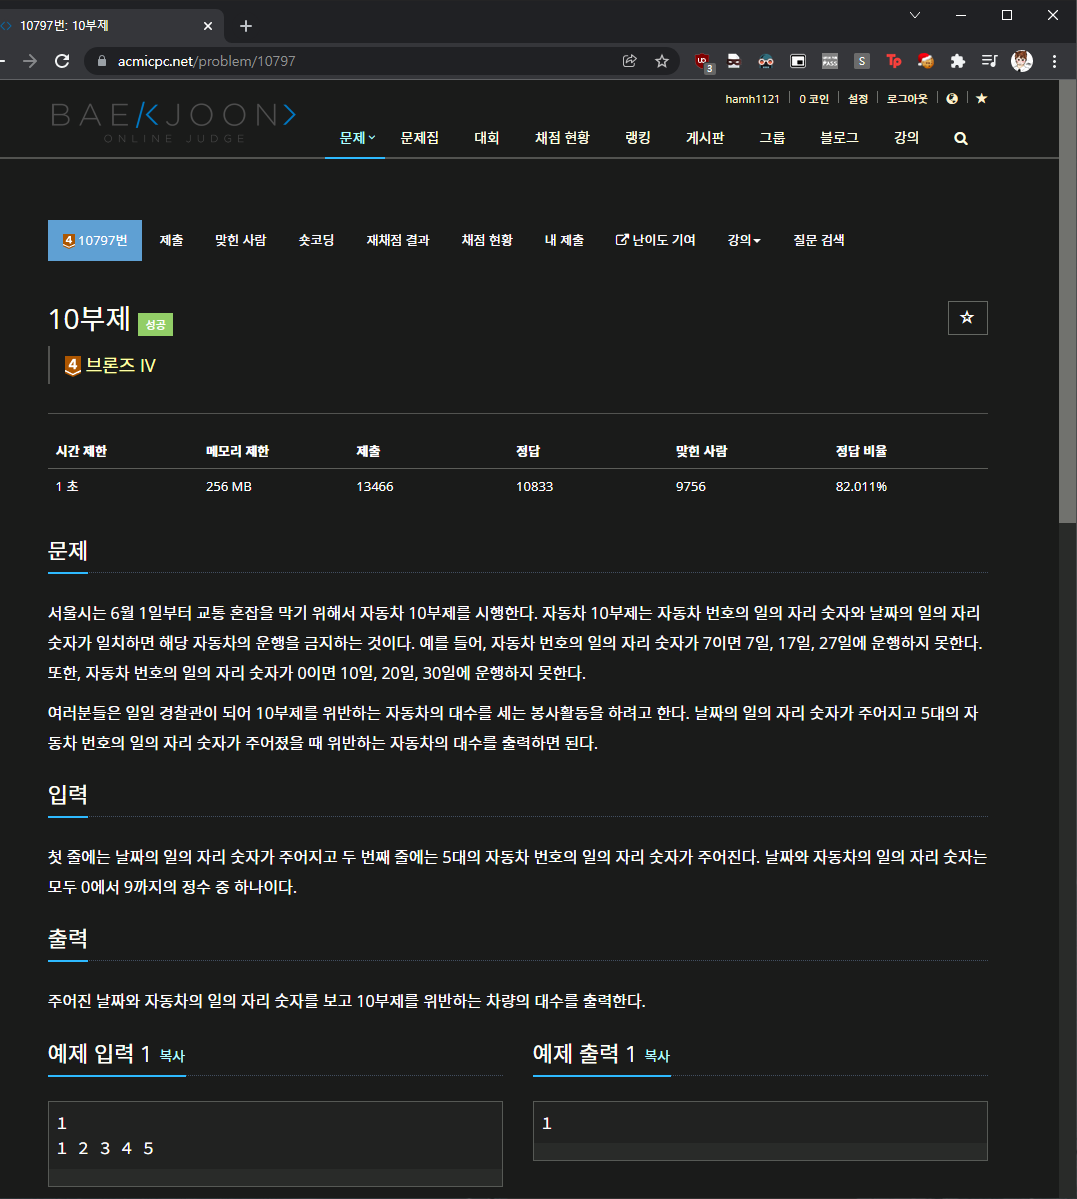 10797번: 10부제
acmicpc.net/problem/10797
3
hamh1121 0 코인 설정 로그아웃
BAEKJOON
ONLINE JUDGE
문제 문제집 대회 채점 현황 랭킹 게시판 그룹 블로그 강의
4 10797번 제출 맞힌 사람 숏코딩 재채점 결과 채점 현황 내 제출 난이도 기여 강의 질문 검색
10부제 성공
4 브론즈 IV
시간 제한 메모리 제한 제출 정답 맞힌 사람 정답 비율
1 초 256 MB 13466 10833 9756 82.011%
문제
서울시는 6월 1일부터 교통 혼잡을 막기 위해서 자동차 10부제를 시행한다. 자동차 10부제는 자동차 번호의 일의 자리 숫자와 날짜의 일의 자리
숫자가 일치하면 해당 자동차의 운행을 금지하는 것이다. 예를 들어, 자동차 번호의 일의 자리 숫자가 7이면 7일, 17일, 27일에 운행하지 못한다.
또한, 자동차 번호의 일의 자리 숫자가 0이면 10일, 20일, 30일에 운행하지 못한다.
여러분들은 일일 경찰관이 되어 10부제를 위반하는 자동차의 대수를 세는 봉사활동을 하려고 한다. 날짜의 일의 자리 숫자가 주어지고 5대의 자
동차 번호의 일의 자리 숫자가 주어졌을 때 위반하는 자동차의 대수를 출력하면 된다.
입력
첫 줄에는 날짜의 일의 자리 숫자가 주어지고 두 번째 줄에는 5대의 자동차 번호의 일의 자리 숫자가 주어진다. 날짜와 자동차의 일의 자리 숫자는
모두 0에서 9까지의 정수 중 하나이다.
출력
주어진 날짜와 자동차의 일의 자리 숫자를 보고 10부제를 위반하는 차량의 대수를 출력한다.
예제 입력 1 복사
1
1 2 3 4 5
예제 출력 1 복사
1